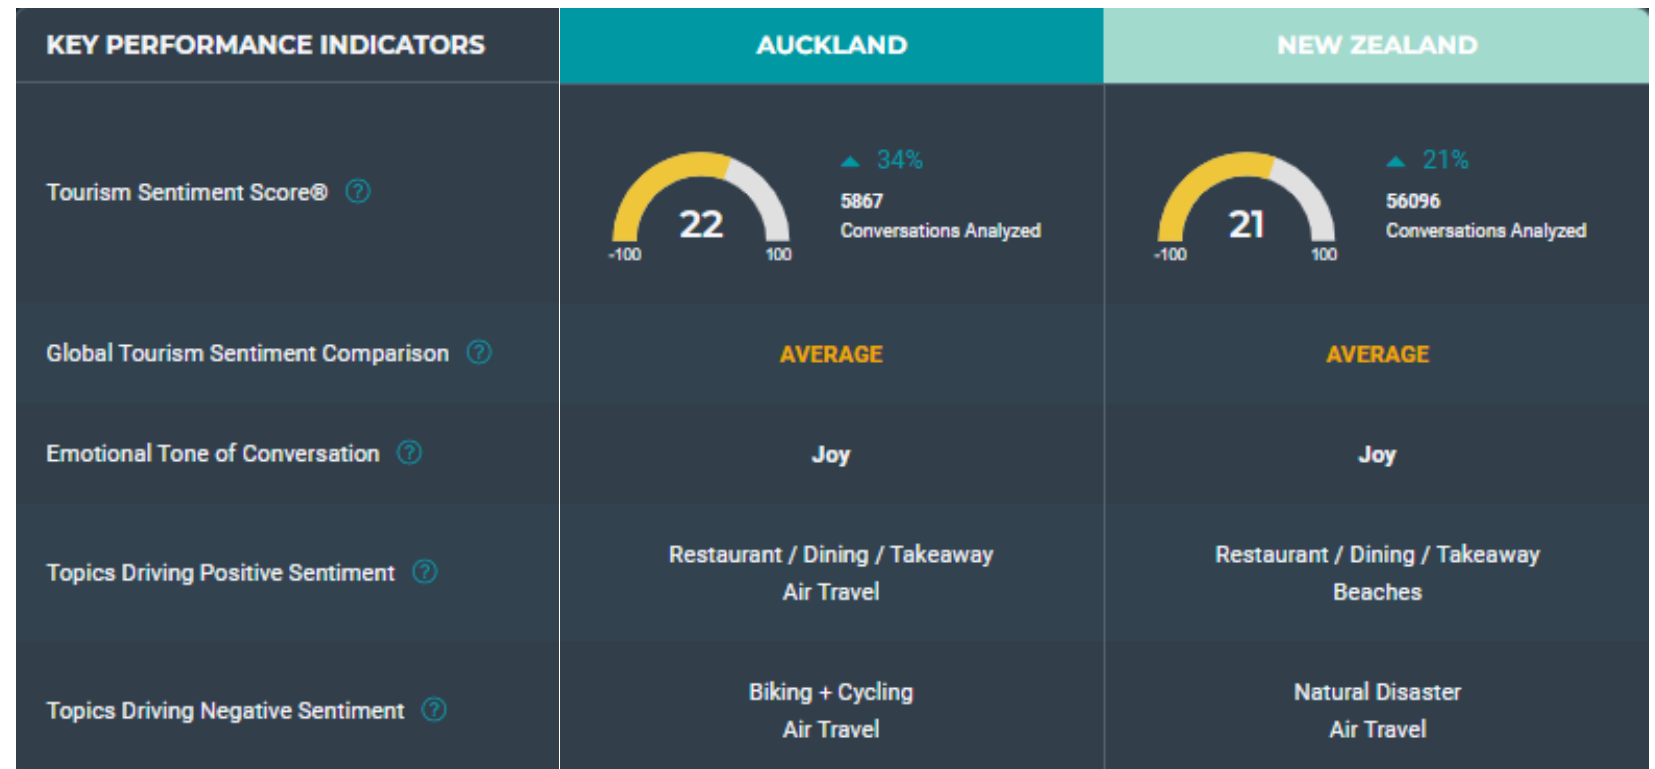 KEY PERFORMANCE INDICATORS
AUCKLAND
NEW ZEALAND
Tourism Sentiment Score® ?
22
-100
100
▲ 34%
5867
Conversations Analyzed
21
-100
100
▲ 21%
56096
Conversations Analyzed
Global Tourism Sentiment Comparison ?
AVERAGE
AVERAGE
Emotional Tone of Conversation ?
Joy
Joy
Topics Driving Positive Sentiment ?
Restaurant / Dining / Takeaway
Air Travel
Restaurant / Dining / Takeaway
Beaches
Topics Driving Negative Sentiment ?
Biking + Cycling
Air Travel
Natural Disaster
Air Travel